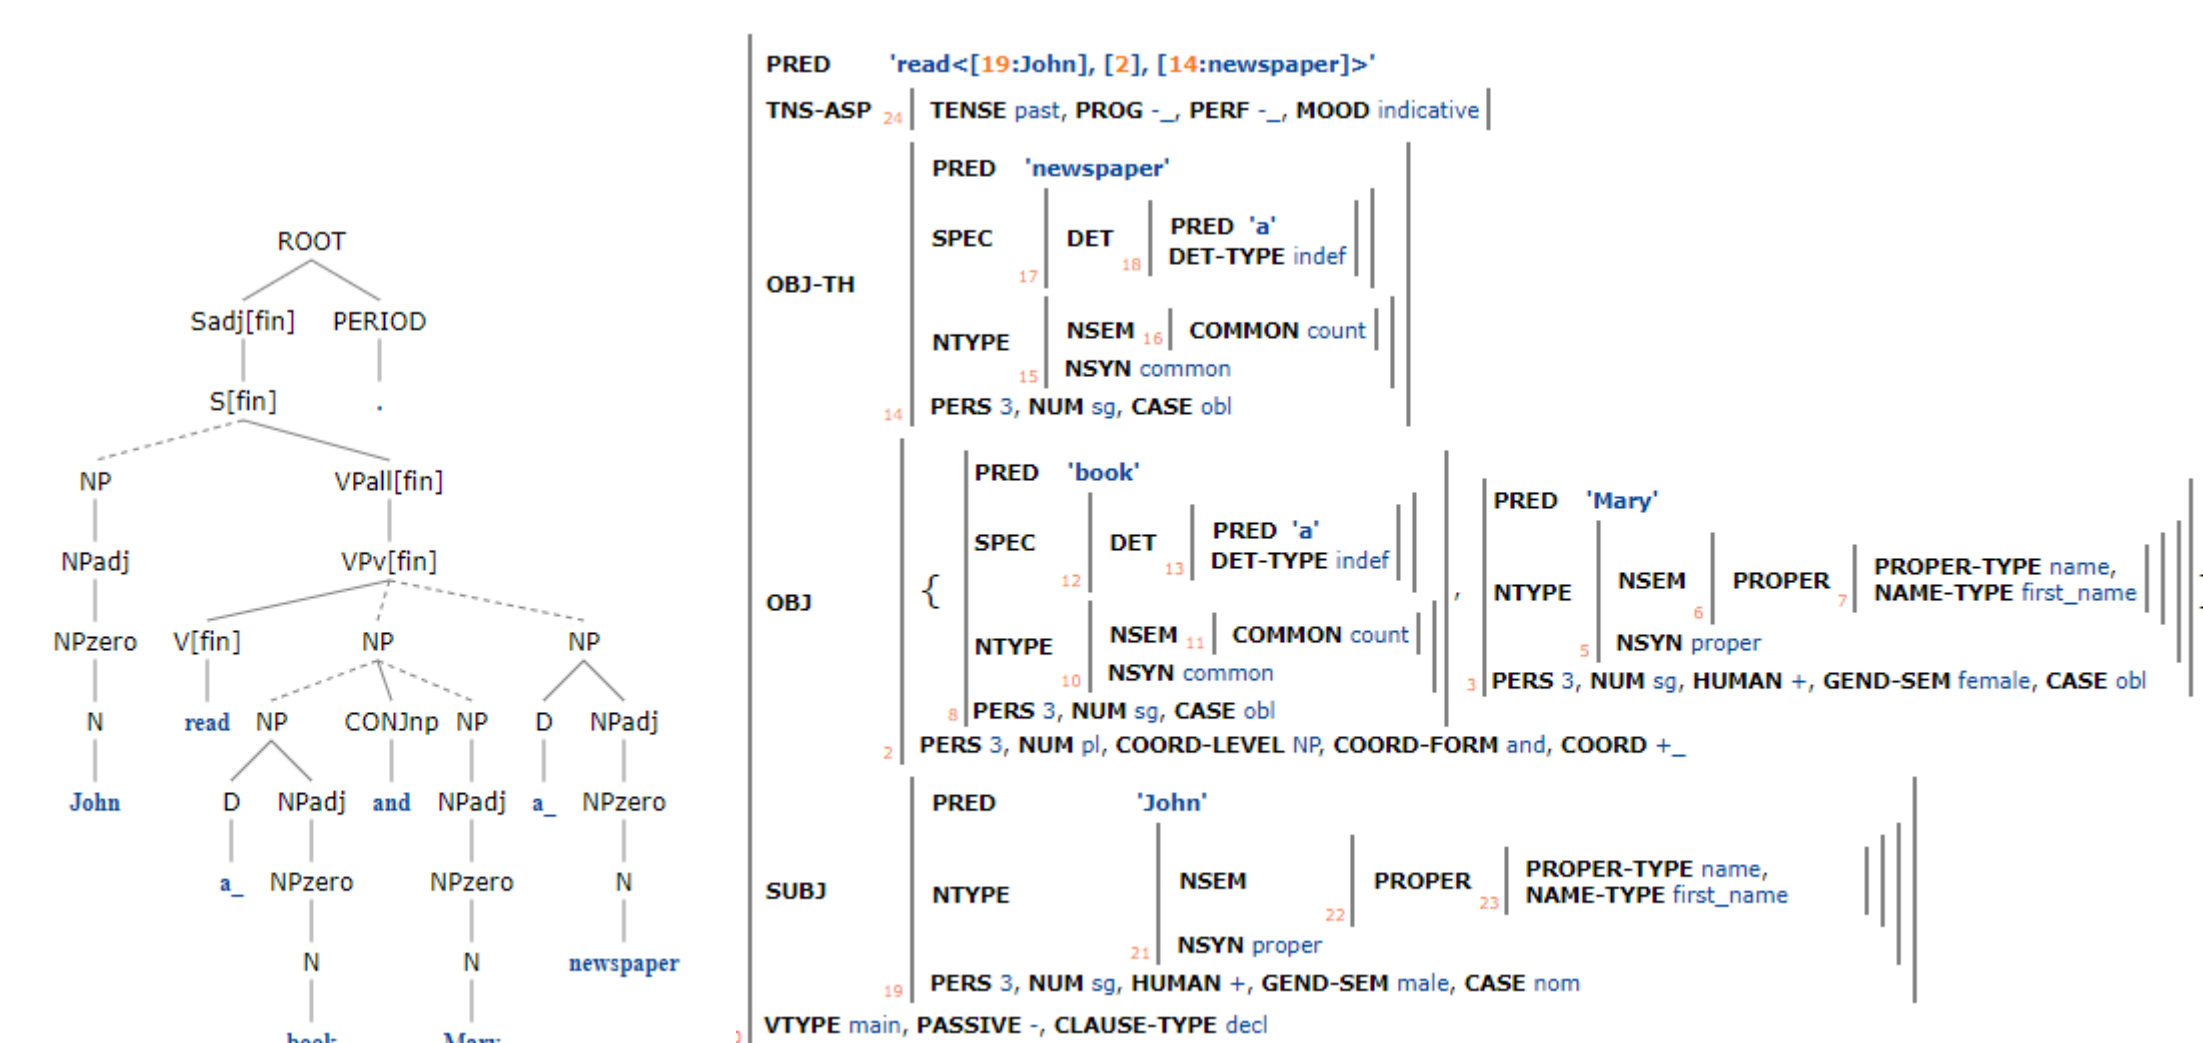 ROOT
Sadj[fin] PERIOD
S[fin] .
NP VPall[fin]
NPadj VPv[fin]
NPzero V[fin] NP NP
N read NP CONJnp NP D NPadj
John D NPadj and NPadj a_ NPzero
a_ NPzero NPzero N
N N newspaper
book Mary
PRED 'read<[19:John], [2], [14:newspaper]>'
TNS-ASP 24 TENSE past, PROG -_, PERF -_, MOOD indicative
PRED 'newspaper'
PRED 'a'
SPEC DET
DET-TYPE indef
17 18
OBJ-TH
NSEM 16 COMMON count
NTYPE
15 NSYN common
14 PERS 3, NUM sg, CASE obl
PRED 'book'
PRED 'a'
SPEC DET
DET-TYPE indef
12 13
OBJ {
NSEM 11 COMMON count
NTYPE
10 NSYN common
8 PERS 3, NUM sg, CASE obl
,
PRED 'Mary'
PROPER-TYPE name,
NTYPE NSEM PROPER
NAME-TYPE first_name
6 7
5 NSYN proper
3 PERS 3, NUM sg, HUMAN +, GEND-SEM female, CASE obl
2 PERS 3, NUM pl, COORD-LEVEL NP, COORD-FORM and, COORD +_
PRED 'John'
PROPER-TYPE name,
SUBJ NTYPE NSEM PROPER
NAME-TYPE first_name
22 23
21 NSYN proper
19 PERS 3, NUM sg, HUMAN +, GEND-SEM male, CASE nom
VTYPE main, PASSIVE -, CLAUSE-TYPE decl